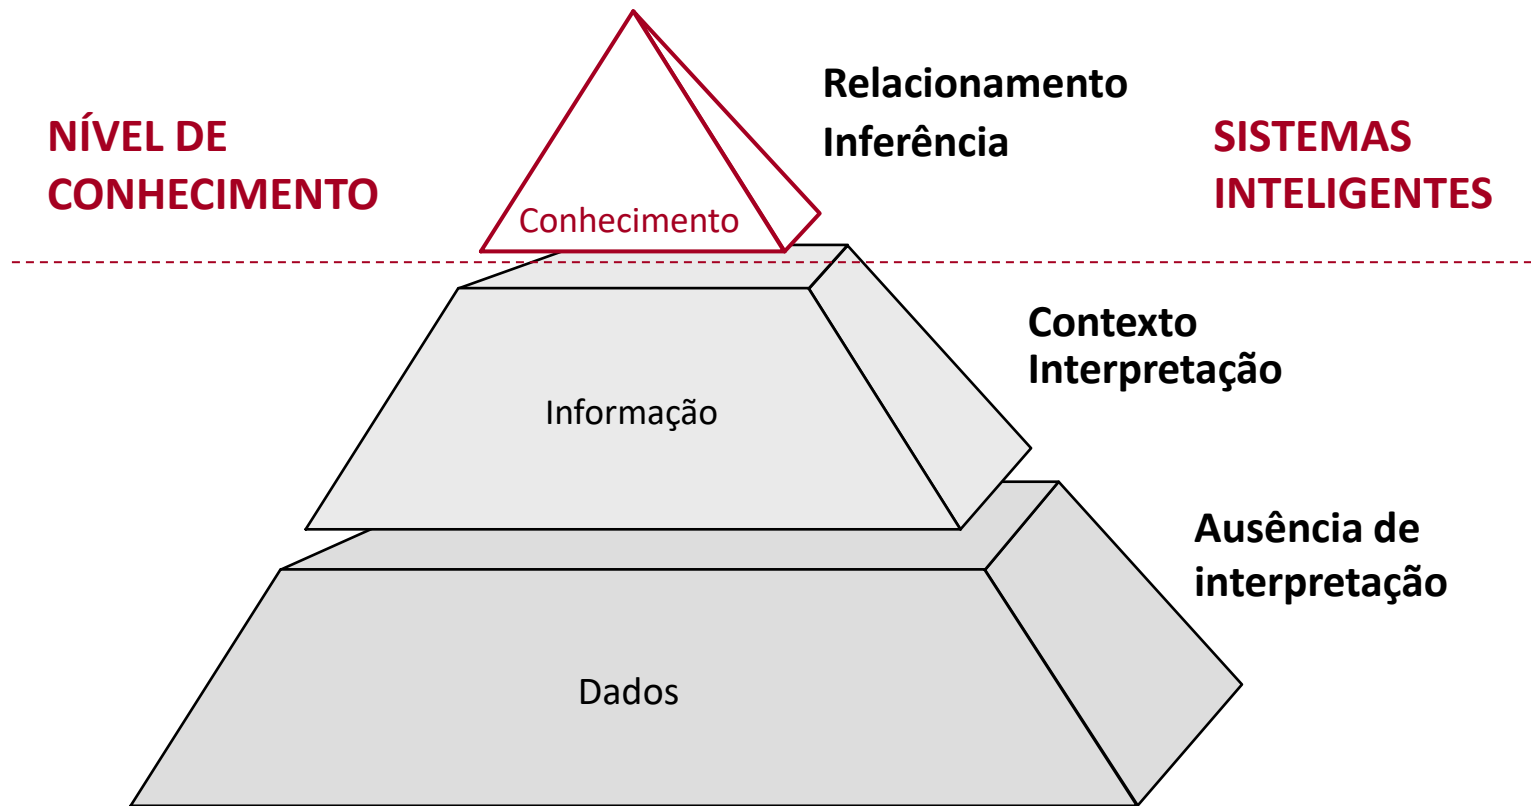 Relacionamento
Inferência
NÍVEL DE
CONHECIMENTO
SISTEMAS
INTELIGENTES
Conhecimento
Contexto
Interpretação
Informação
Ausência de
interpretação
Dados